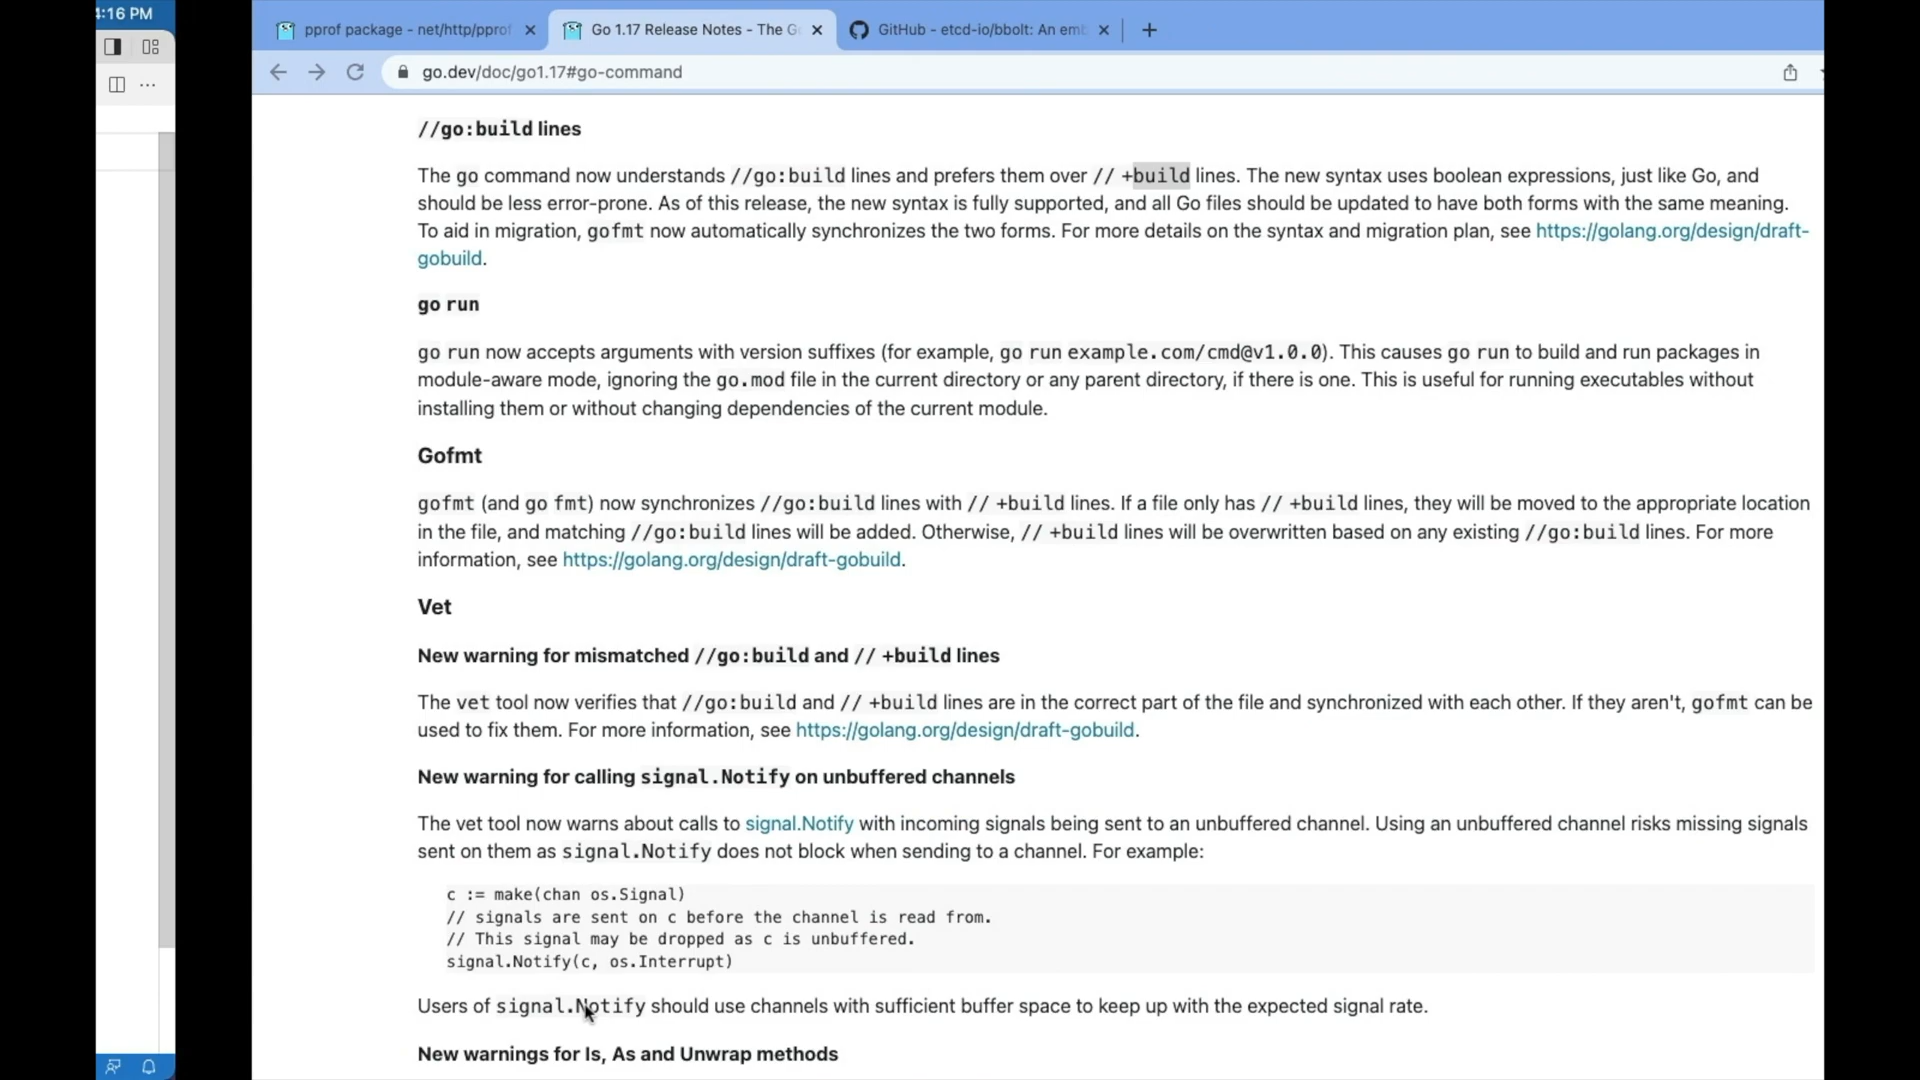 4:16 PM
pprof package - net/http/pprof
Go 1.17 Release Notes - The G
GitHub - etcd-io/bbolt: An emb
go.dev/doc/go1.17#go-command
//go:build lines
The go command now understands //go:build lines and prefers them over // +build lines. The new syntax uses boolean expressions, just like Go, and
should be less error-prone. As of this release, the new syntax is fully supported, and all Go files should be updated to have both forms with the same meaning.
To aid in migration, gofmt now automatically synchronizes the two forms. For more details on the syntax and migration plan, see https://golang.org/design/draft-
gobuild.
go run
go run now accepts arguments with version suffixes (for example, go run example.com/cmd@v1.0.0). This causes go run to build and run packages in
module-aware mode, ignoring the go.mod file in the current directory or any parent directory, if there is one. This is useful for running executables without
installing them or without changing dependencies of the current module.
Gofmt
gofmt (and go fmt) now synchronizes //go:build lines with // +build lines. If a file only has // +build lines, they will be moved to the appropriate location
in the file, and matching //go:build lines will be added. Otherwise, // +build lines will be overwritten based on any existing //go:build lines. For more
information, see https://golang.org/design/draft-gobuild.
Vet
New warning for mismatched //go:build and // +build lines
The vet tool now verifies that //go:build and // +build lines are in the correct part of the file and synchronized with each other. If they aren't, gofmt can be
used to fix them. For more information, see https://golang.org/design/draft-gobuild.
New warning for calling signal.Notify on unbuffered channels
The vet tool now warns about calls to signal.Notify with incoming signals being sent to an unbuffered channel. Using an unbuffered channel risks missing signals
sent on them as signal.Notify does not block when sending to a channel. For example:
c := make(chan os.Signal)
// signals are sent on c before the channel is read from.
// This signal may be dropped as c is unbuffered.
signal.Notify(c, os.Interrupt)
Users of signal.Notify should use channels with sufficient buffer space to keep up with the expected signal rate.
New warnings for Is, As and Unwrap methods